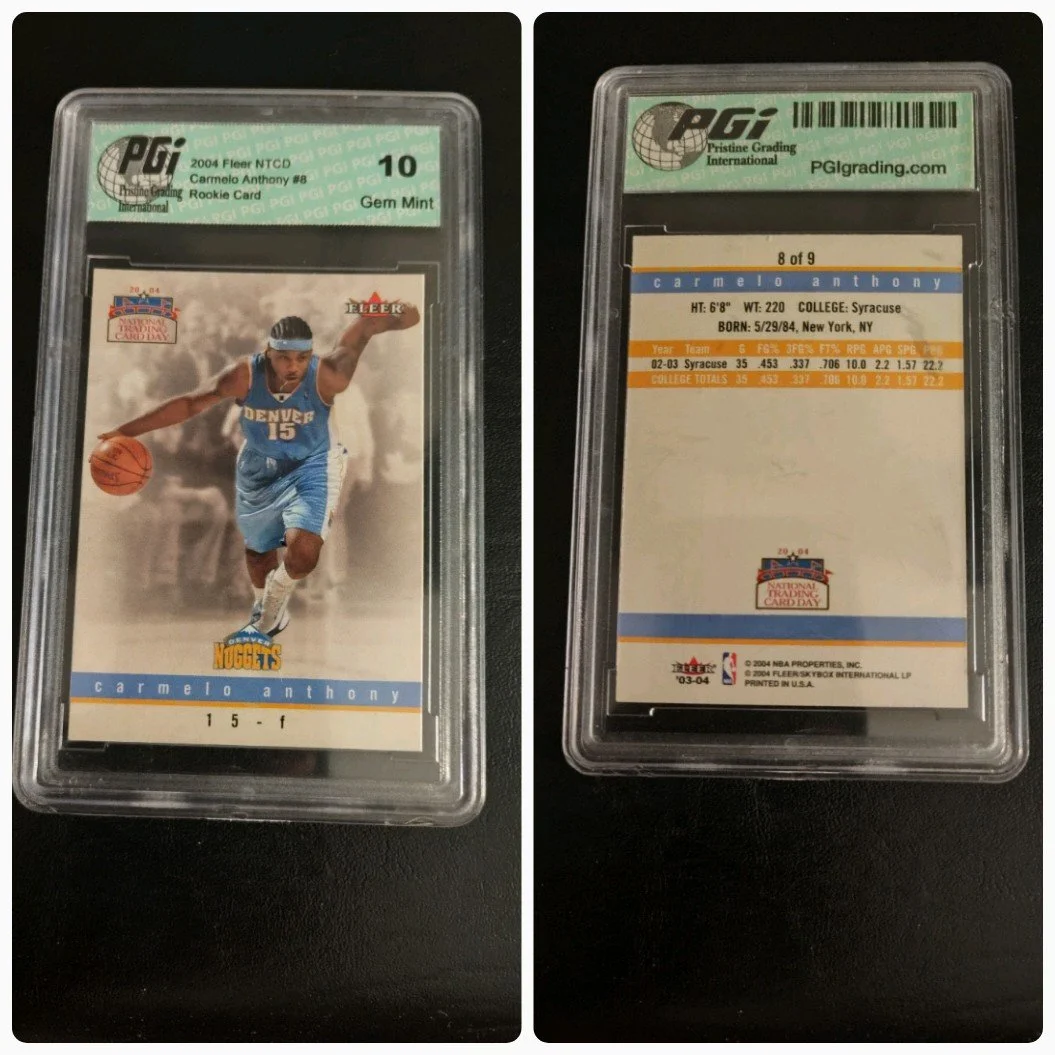 PGi
Pristine Grading
International
2004 Fleer NTCD
Carmelo Anthony #8
Rookie Card
10
Gem Mint
2004
NATIONAL
TRADING
CARD DAY
FLEER
DENVER
15
DENVER
NUGGETS
carmelo anthony
15 - f
PGi
Pristine Grading
International
PGIgrading.com
8 of 9
carmelo anthony
HT: 6'8" WT: 220 COLLEGE: Syracuse
BORN: 5/29/84, New York, NY
Year Team G FG% 3FG% FT% RPG APG SPG PPG
02-03 Syracuse 35 .453 .337 .706 10.0 2.2 1.57 22.2
COLLEGE TOTALS 35 .453 .337 .706 10.0 2.2 1.57 22.2
2004
NATIONAL
TRADING
CARD DAY
FLEER
'03-04
© 2004 NBA PROPERTIES, INC.
© 2004 FLEER/SKYBOX INTERNATIONAL LP
PRINTED IN U.S.A.